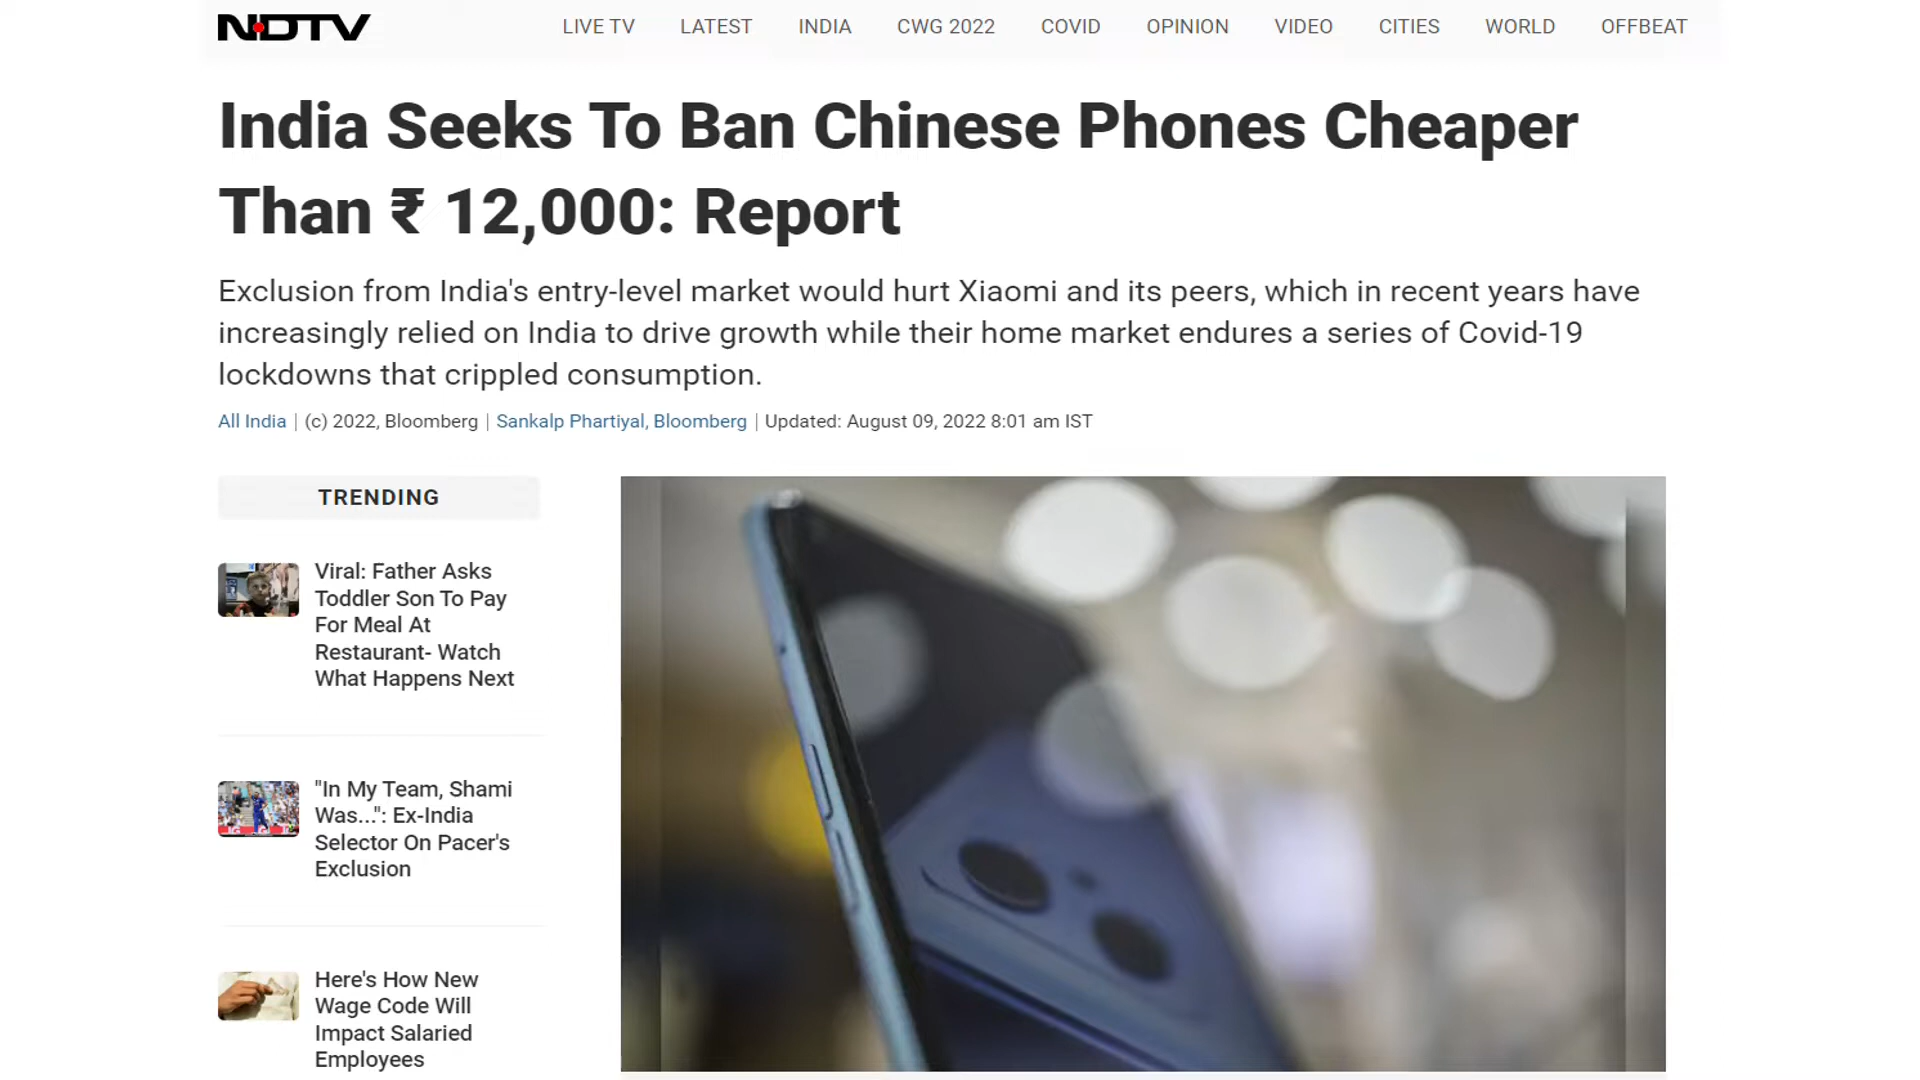 NDTV
LIVE TV LATEST INDIA CWG 2022 COVID OPINION VIDEO CITIES WORLD OFFBEAT
India Seeks To Ban Chinese Phones Cheaper
Than ₹ 12,000: Report
Exclusion from India's entry-level market would hurt Xiaomi and its peers, which in recent years have
increasingly relied on India to drive growth while their home market endures a series of Covid-19
lockdowns that crippled consumption.
All India | (c) 2022, Bloomberg | Sankalp Phartiyal, Bloomberg | Updated: August 09, 2022 8:01 am IST
TRENDING
Viral: Father Asks
Toddler Son To Pay
For Meal At
Restaurant- Watch
What Happens Next
"In My Team, Shami
Was...": Ex-India
Selector On Pacer's
Exclusion
Here's How New
Wage Code Will
Impact Salaried
Employees